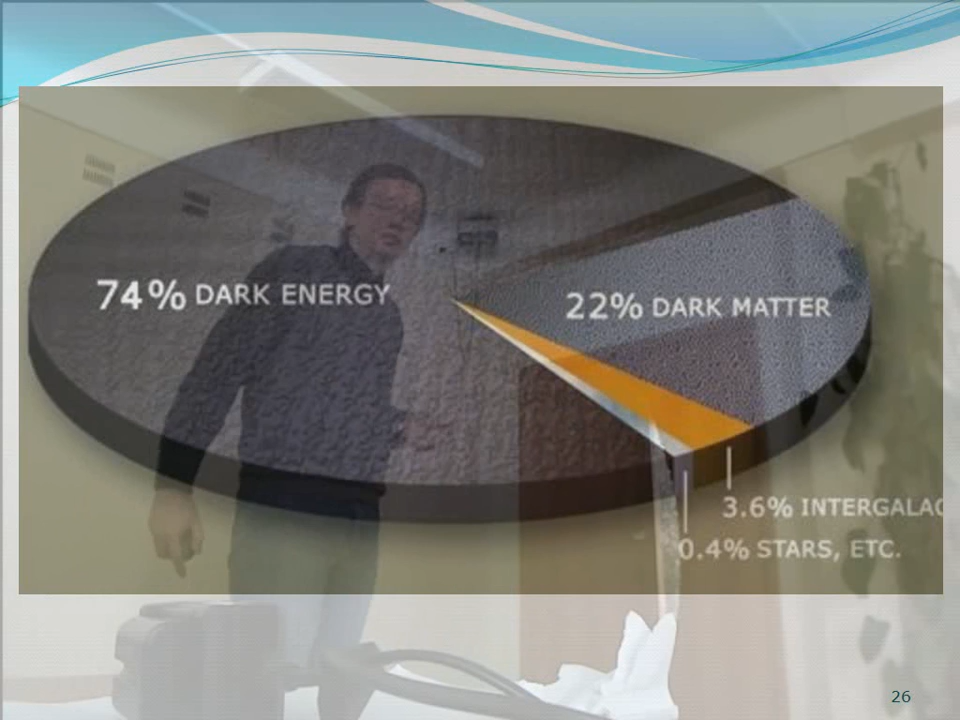 74% DARK ENERGY
22% DARK MATTER
3.6% INTERGALAC
0.4% STARS, ETC.
26